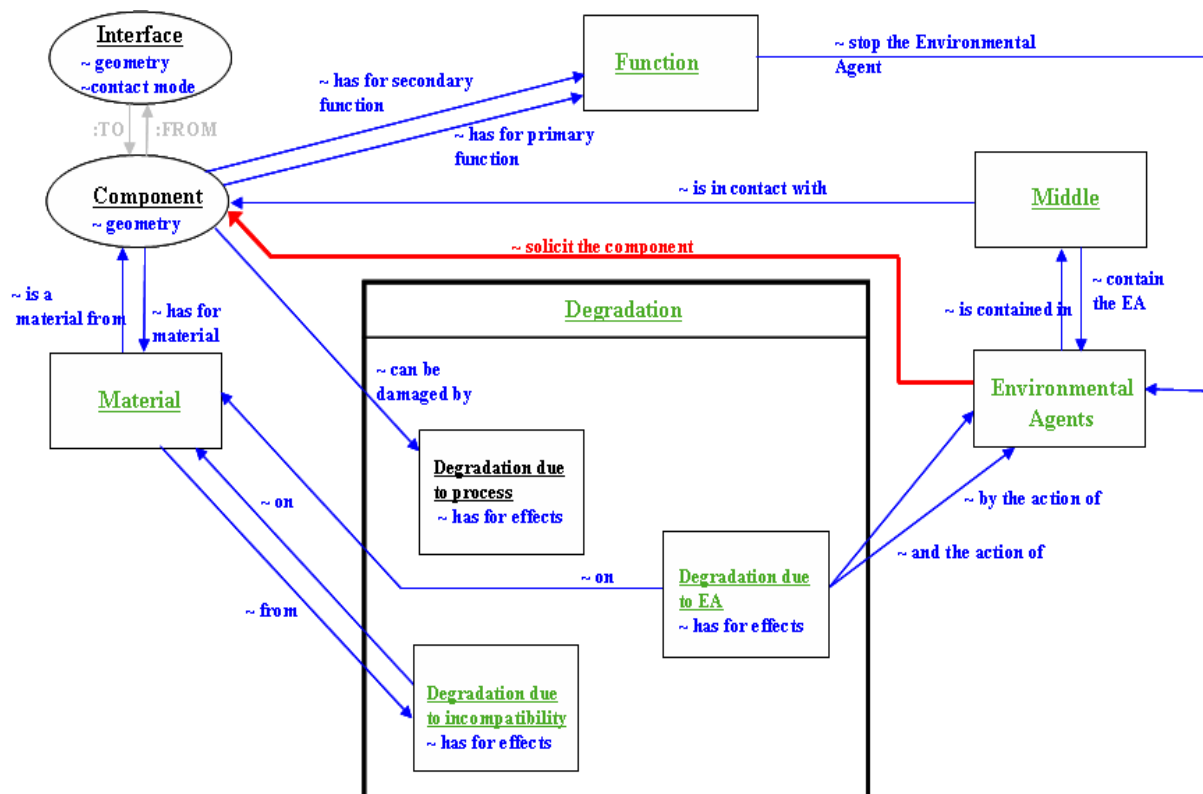 Interface
~ geometry
~contact mode
:TO
:FROM
Component
~ geometry
~ has for secondary
function
~ has for primary
function
Function
~ stop the Environmental
Agent
~ is in contact with
Middle
~ solicit the component
~ is contained in
~ contain
the EA
Environmental
Agents
~ is a
material from
~ has for
material
Material
Degradation
~ can be
damaged by
Degradation due
to process
~ has for effects
~ on
~ from
~ on
Degradation due
to EA
~ has for effects
~ by the action of
~ and the action of
Degradation due
to incompatibility
~ has for effects